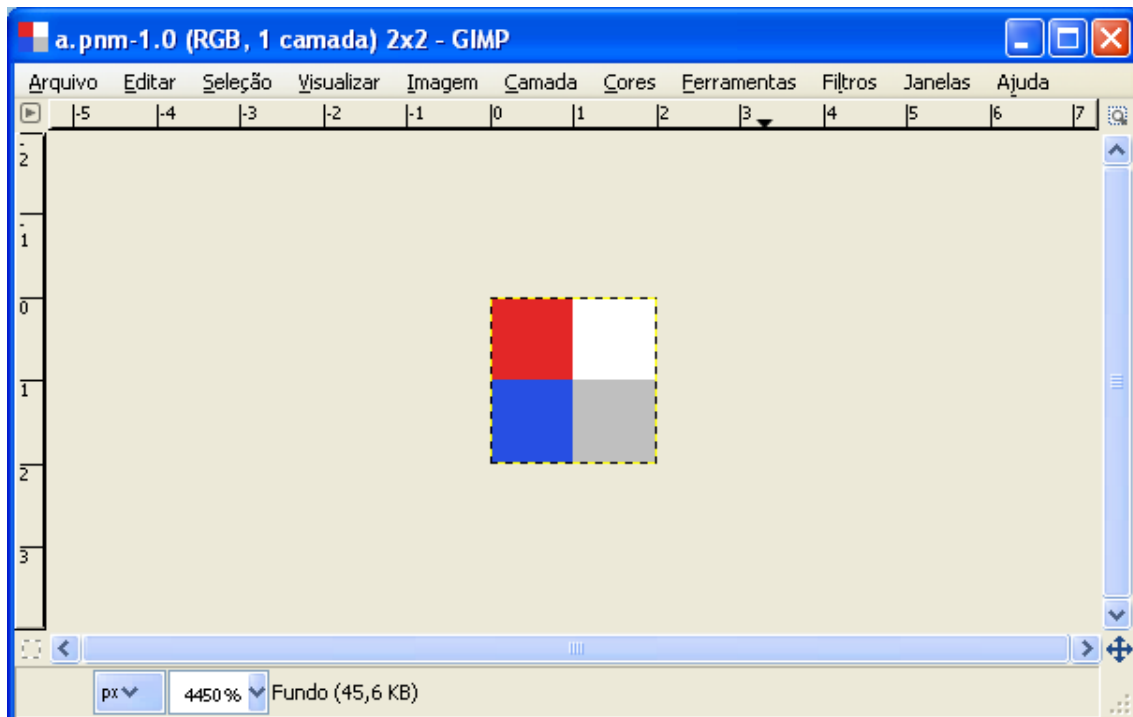 a.pnm-1.0 (RGB, 1 camada) 2x2 - GIMP
Arquivo Editar Seleção Visualizar Imagem Camada Cores Ferramentas Filtros Janelas Ajuda
-5 -4 -3 -2 -1 0 1 2 3 4 5 6 7
-2
-1
0
1
2
3
px 4450% Fundo (45,6 KB)